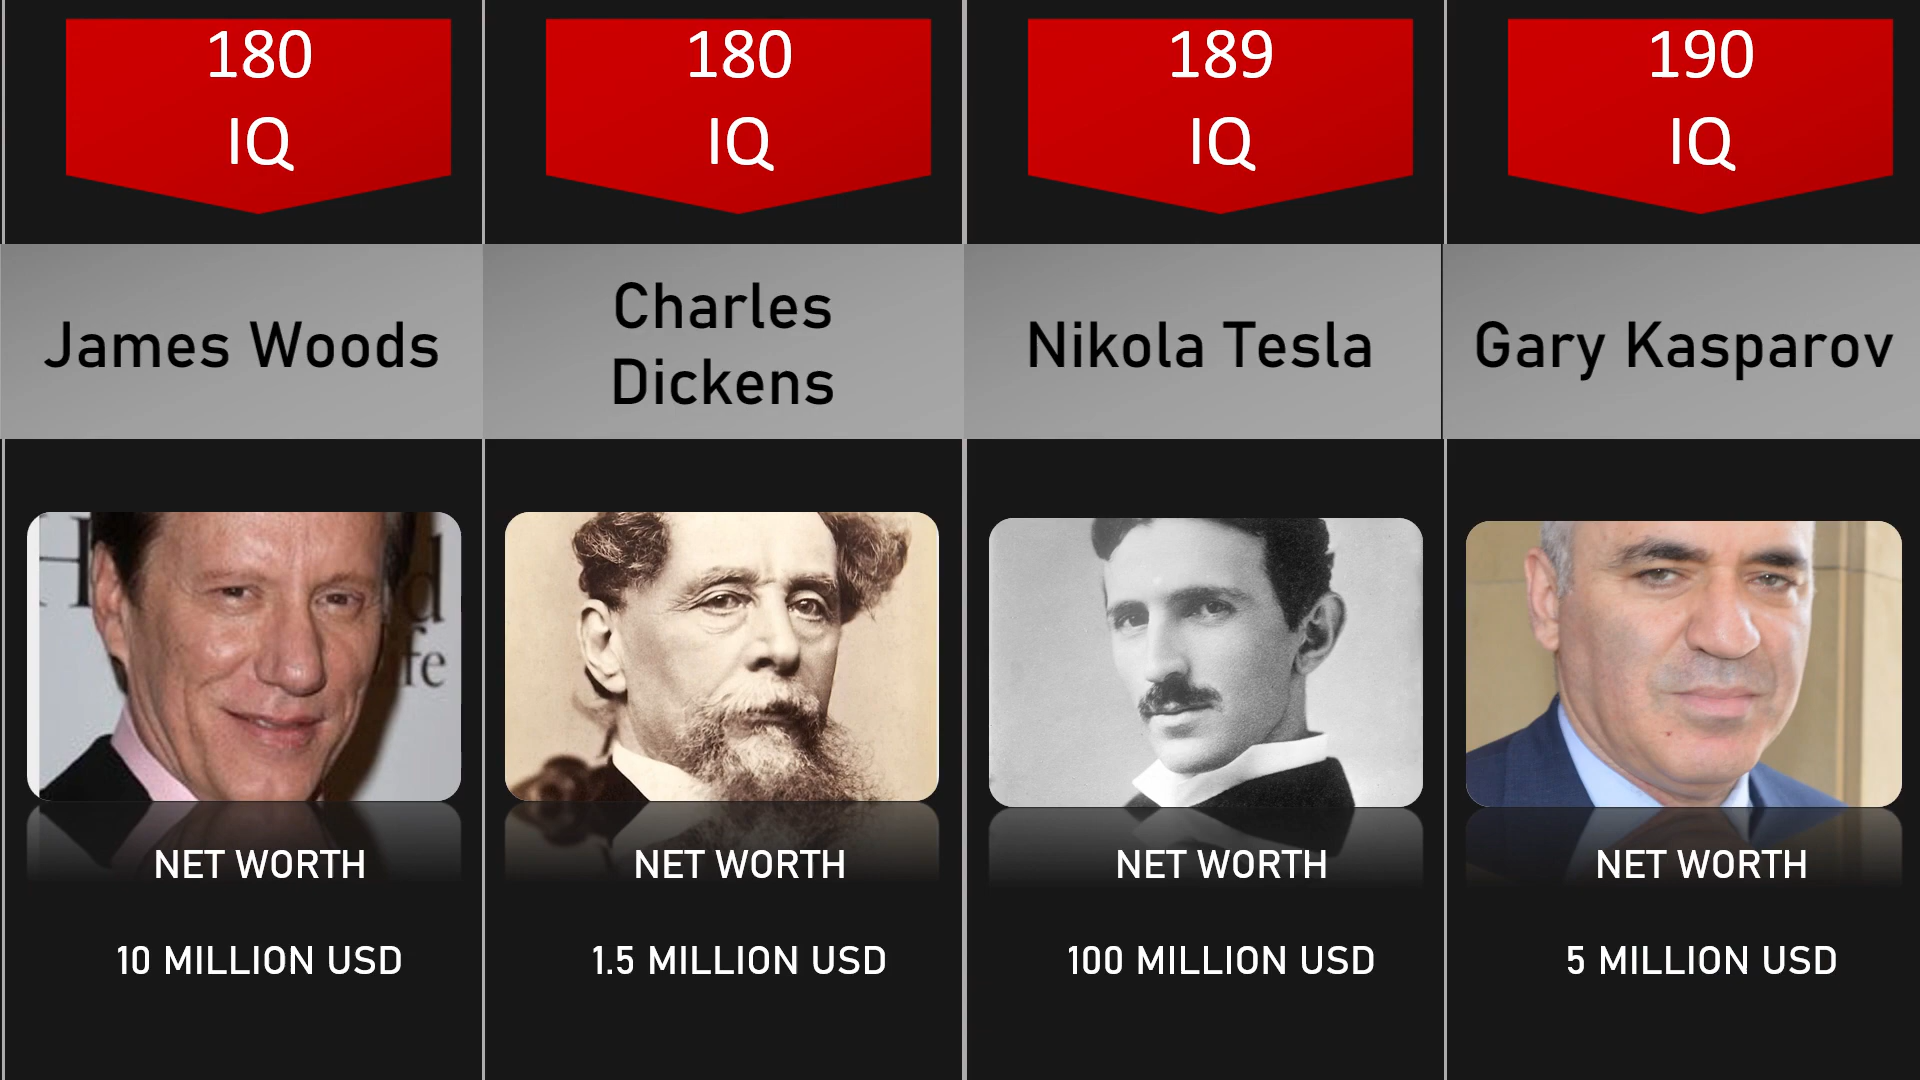 180
IQ
James Woods
NET WORTH
10 MILLION USD
180
IQ
Charles
Dickens
NET WORTH
1.5 MILLION USD
189
IQ
Nikola Tesla
NET WORTH
100 MILLION USD
190
IQ
Gary Kasparov
NET WORTH
5 MILLION USD